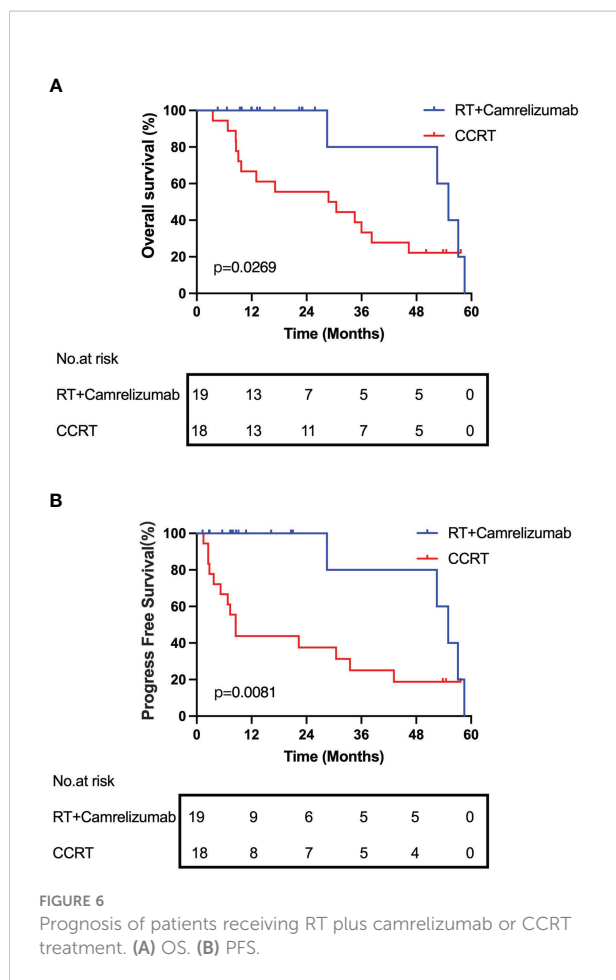 A
RT+Camrelizumab
CCRT
Overall survival (%)
100
80
60
40
20
0
p=0.0269
0 12 24 36 48 60
Time (Months)
No.at risk
RT+Camrelizumab 19 13 7 5 5 0
CCRT 18 13 11 7 5 0
B
RT+Camrelizumab
CCRT
Progress Free Survival(%)
100
80
60
40
20
0
p=0.0081
0 12 24 36 48 60
Time (Months)
No.at risk
RT+Camrelizumab 19 9 6 5 5 0
CCRT 18 8 7 5 4 0
FIGURE 6
Prognosis of patients receiving RT plus camrelizumab or CCRT
treatment. (A) OS. (B) PFS.